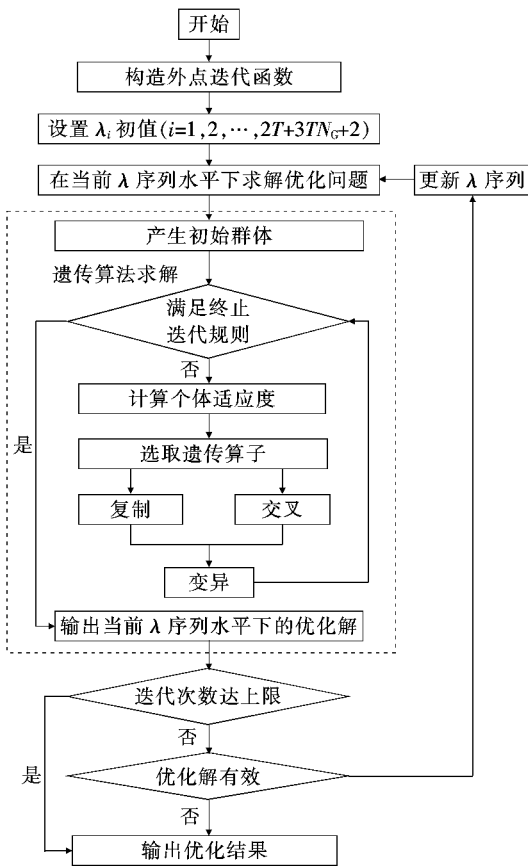 开始
构造外点迭代函数
设置 λi 初值(i=1,2,⋯,2T+3TNG+2)
在当前 λ 序列水平下求解优化问题
更新 λ 序列
产生初始群体
遗传算法求解
满足终止
迭代规则
否
是
计算个体适应度
选取遗传算子
复制
交叉
变异
输出当前 λ 序列水平下的优化解
迭代次数达上限
否
是
优化解有效
否
输出优化结果